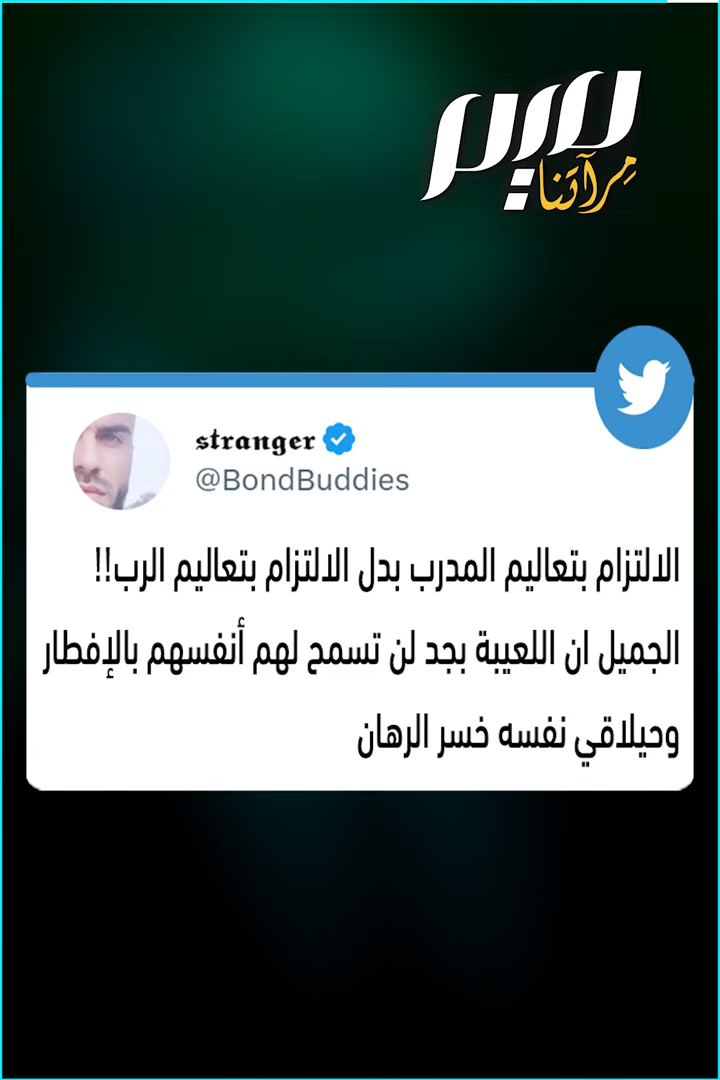 مرآتنا
stranger
@BondBuddies
الالتزام بتعاليم المدرب بدل الالتزام بتعاليم الرب!!
الجميل ان اللعيبة بجد لن تسمح لهم أنفسهم بالإفطار
وحيلاقي نفسه خسر الرهان